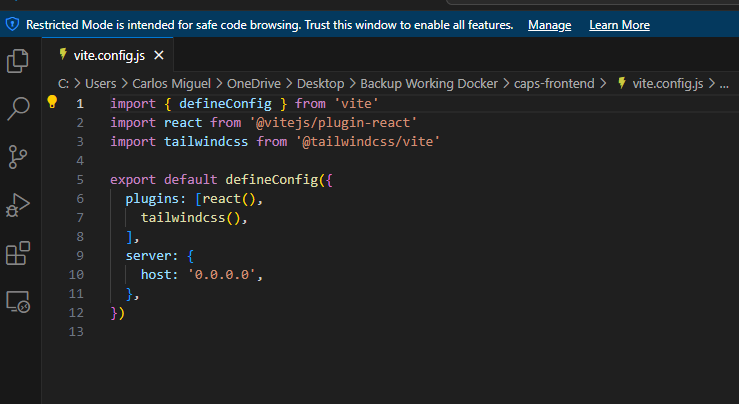 Restricted Mode is intended for safe code browsing. Trust this window to enable all features. Manage Learn More
vite.config.js
C: > Users > Carlos Miguel > OneDrive > Desktop > Backup Working Docker > caps-frontend > vite.config.js > ...
1 import { defineConfig } from 'vite'
2 import react from '@vitejs/plugin-react'
3 import tailwindcss from '@tailwindcss/vite'
4
5 export default defineConfig({
6   plugins: [react(),
7     tailwindcss(),
8   ],
9   server: {
10     host: '0.0.0.0',
11   },
12 })
13